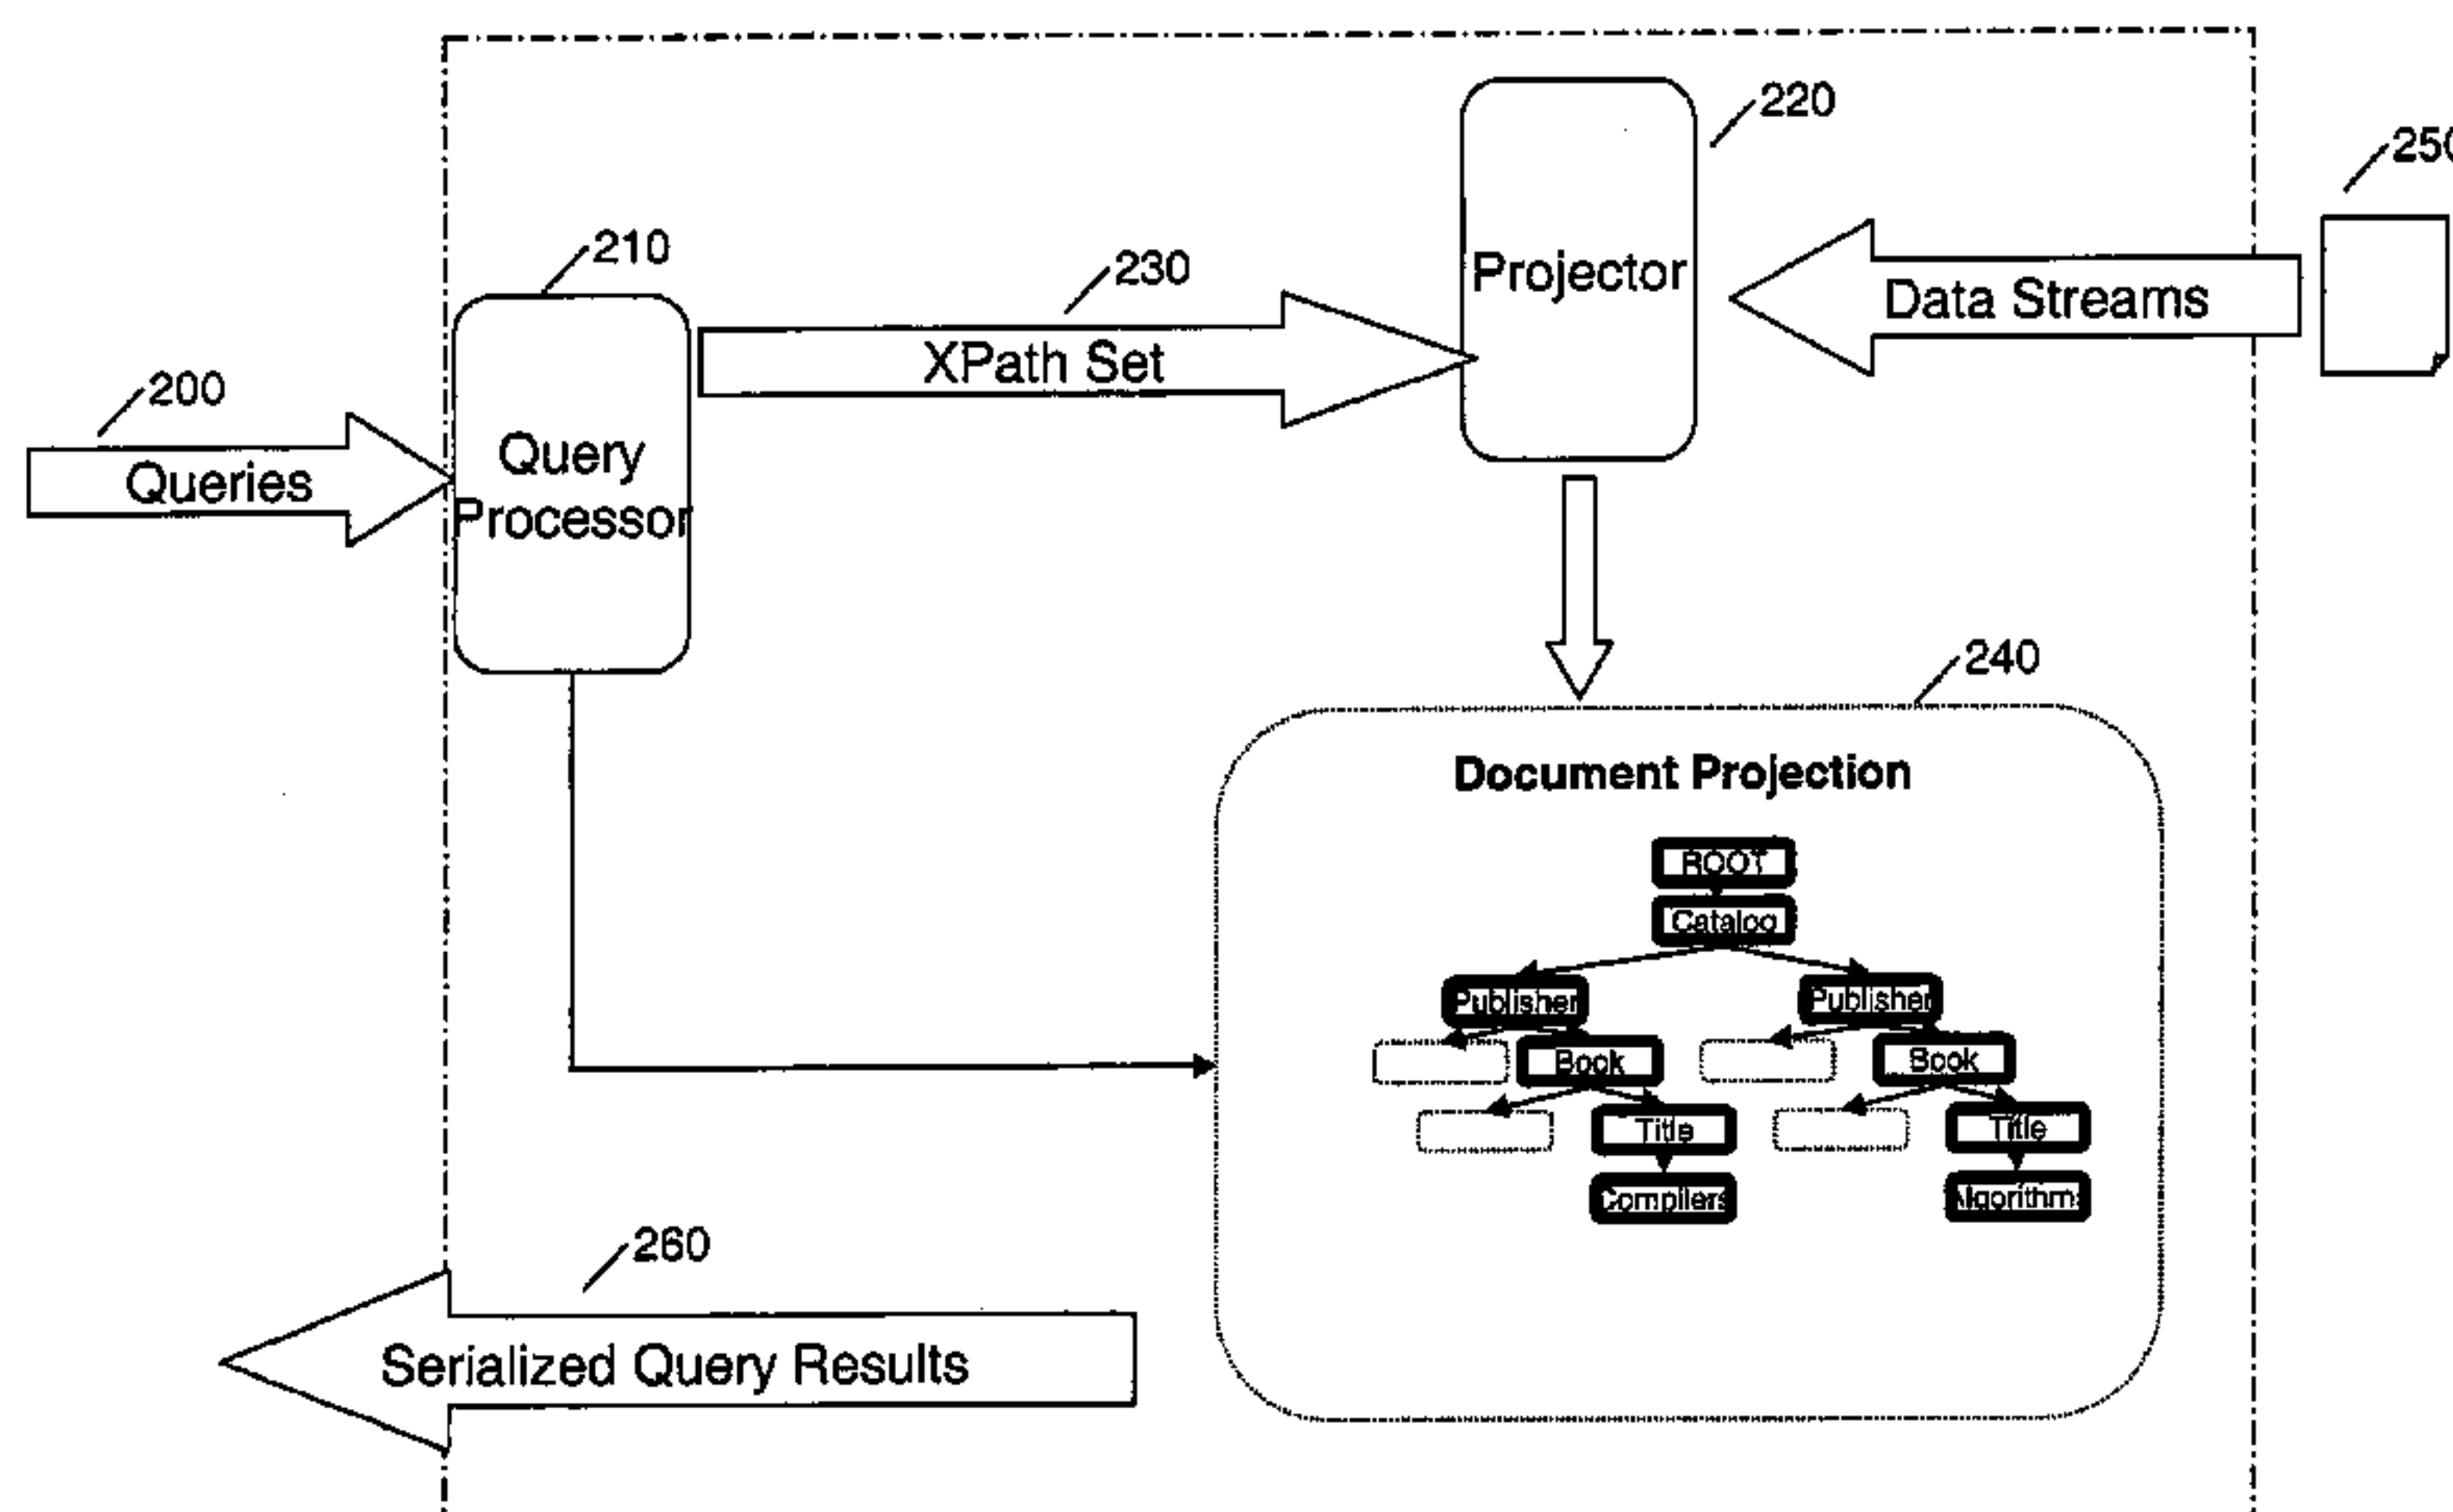 220
250
210
Projector
230
Data Streams
XPath Set
200
Query
Processor
Queries
240
Document Projection
ROOT
Catalog
Publisher
Publisher
Book
Book
Title
Title
Compilers
Algorithms
260
Serialized Query Results